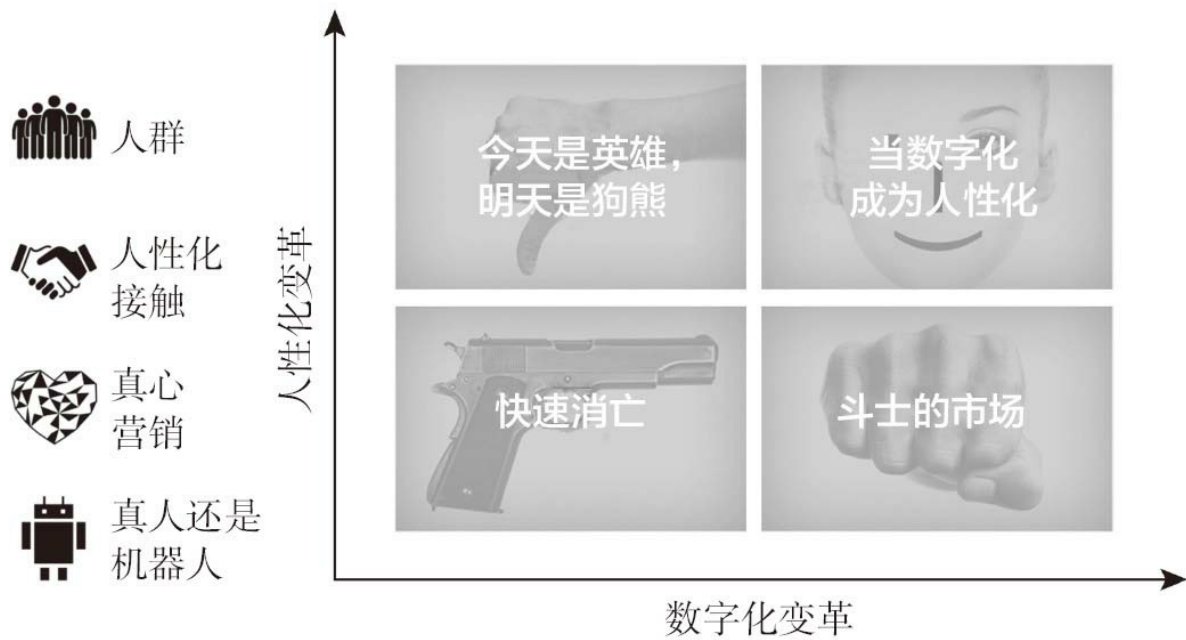 人群
人性化
接触
真心
营销
真人还是
机器人
人性化变革
今天是英雄，
明天是狗熊
当数字化
成为人性化
快速消亡
斗士的市场
数字化变革